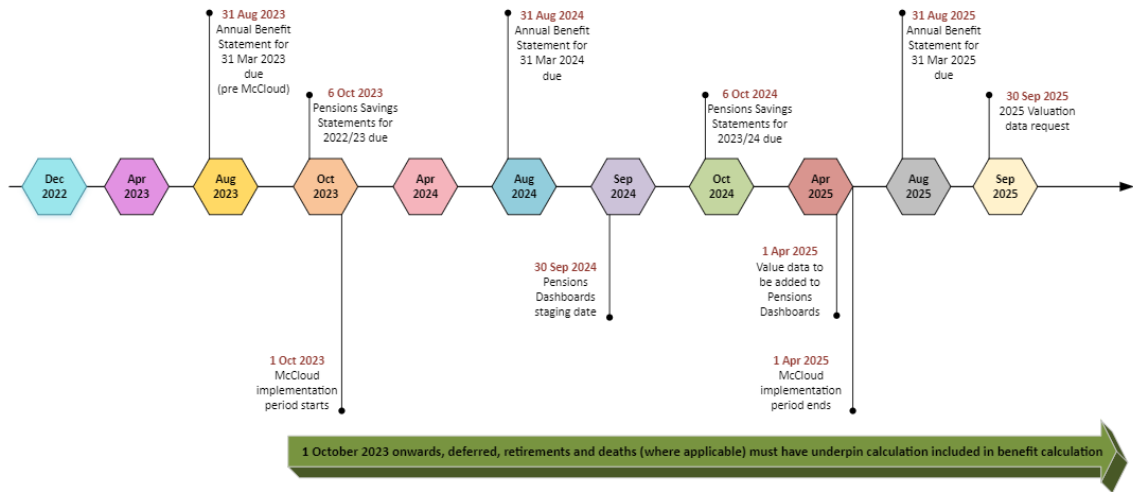 31 Aug 2023
Annual Benefit
Statement for
31 Mar 2023
due
(pre McCloud)
31 Aug 2024
Annual Benefit
Statement for
31 Mar 2024
due
31 Aug 2025
Annual Benefit
Statement for
31 Mar 2025
due
6 Oct 2023
Pensions Savings
Statements for
2022/23 due
6 Oct 2024
Pensions Savings
Statements for
2023/24 due
30 Sep 2025
2025 Valuation
data request
Dec
2022
Apr
2023
Aug
2023
Oct
2023
Apr
2024
Aug
2024
Sep
2024
Oct
2024
Apr
2025
Aug
2025
Sep
2025
30 Sep 2024
Pensions
Dashboards
staging date
1 Apr 2025
Value data to
be added to
Pensions
Dashboards
1 Oct 2023
McCloud
implementation
period starts
1 Apr 2025
McCloud
implementation
period ends
1 October 2023 onwards, deferred, retirements and deaths (where applicable) must have underpin calculation included in benefit calculation